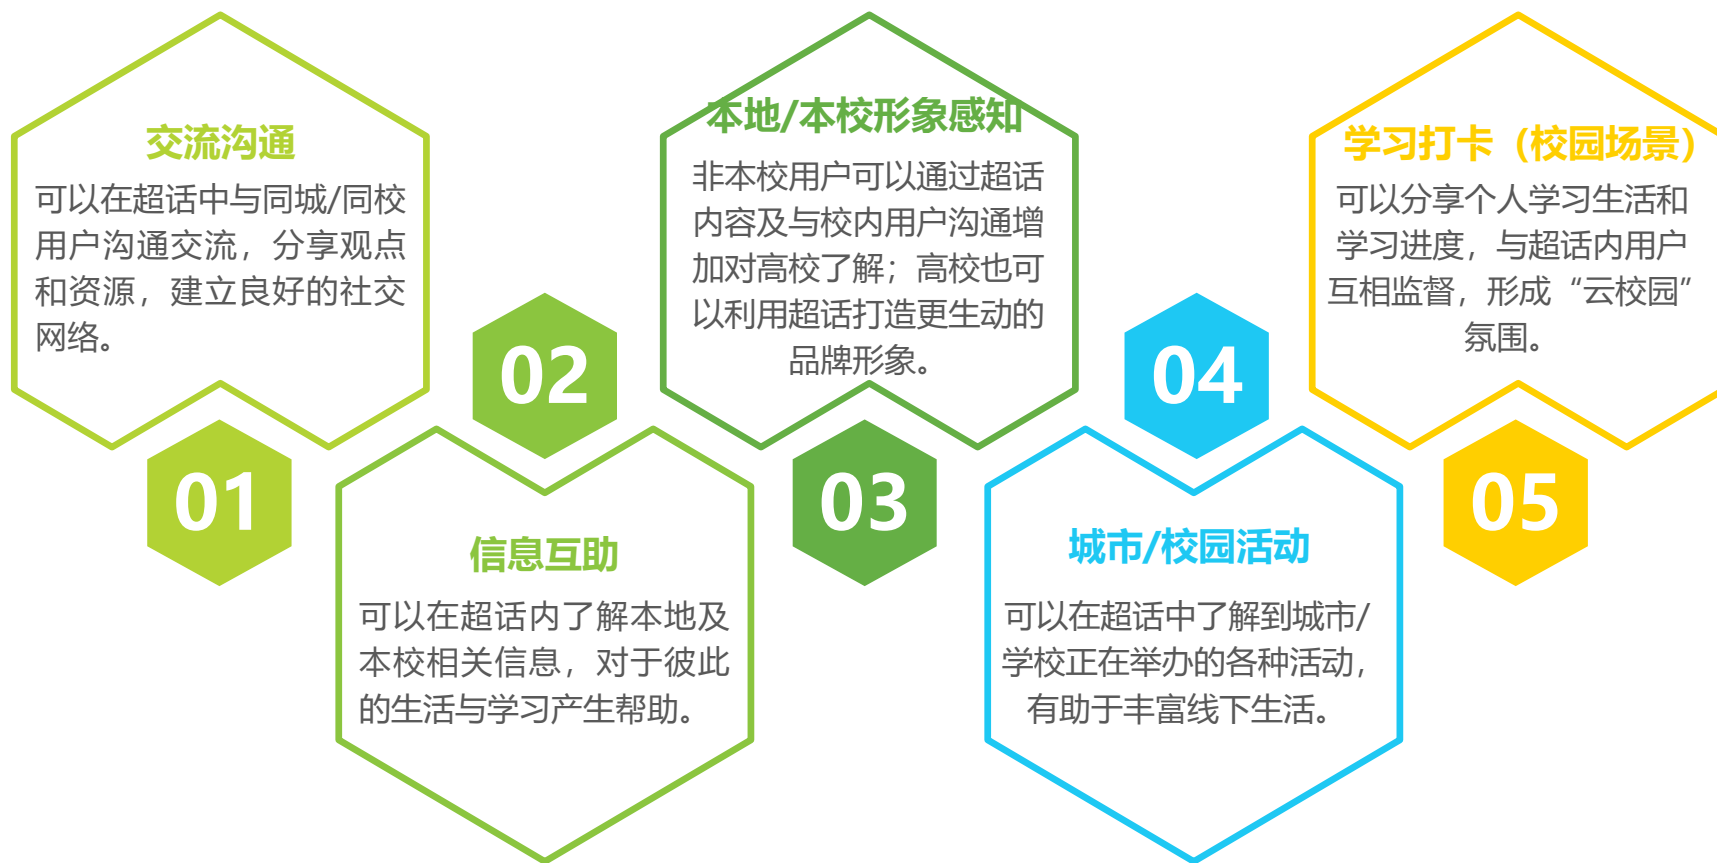 交流沟通
可以在超话中与同城/同校
用户沟通交流，分享观点
和资源，建立良好的社交
网络。
01
02
信息互助
可以在超话内了解本地及
本校相关信息，对于彼此
的生活与学习产生帮助。
本地/本校形象感知
非本校用户可以通过超话
内容及与校内用户沟通增
加对高校了解；高校也可
以利用超话打造更生动的
品牌形象。
03
04
城市/校园活动
可以在超话中了解到城市/
学校正在举办的各种活动，
有助于丰富线下生活。
学习打卡（校园场景）
可以分享个人学习生活和
学习进度，与超话内用户
互相监督，形成“云校园”
氛围。
05